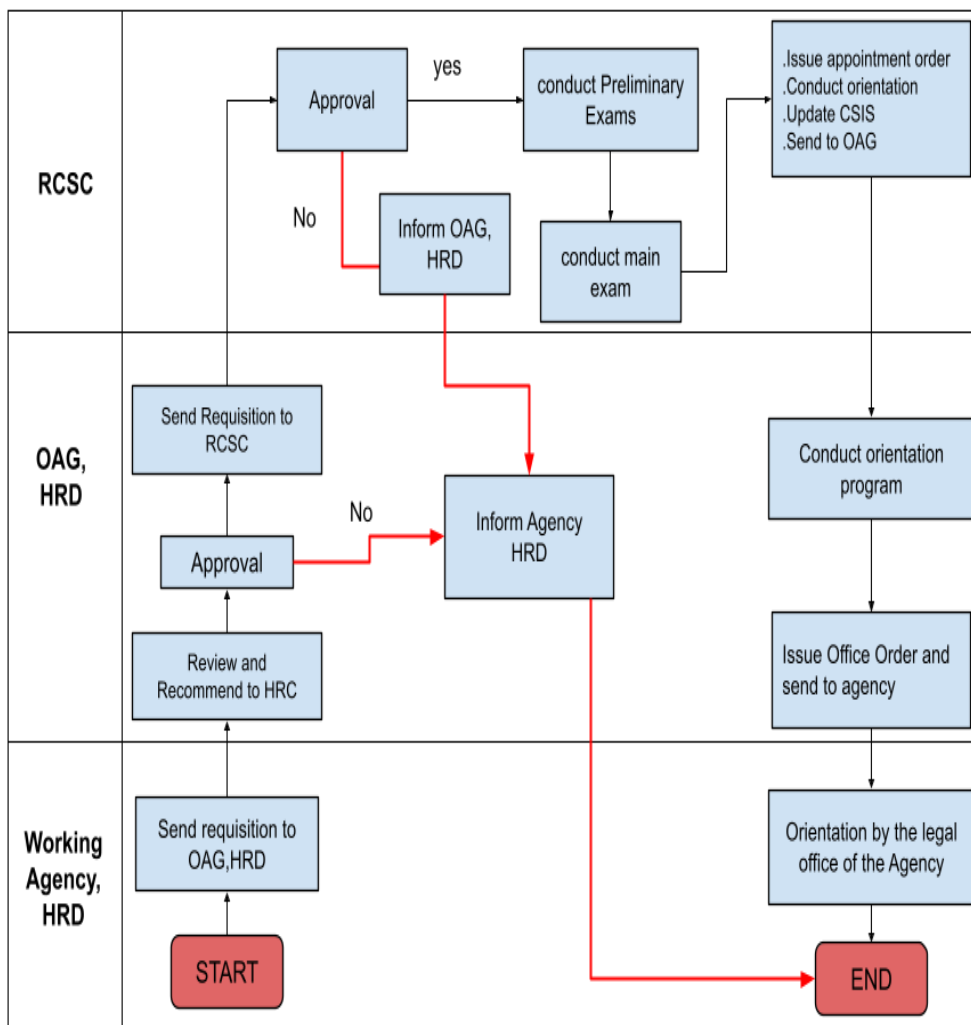 RCSC
Approval
yes
conduct Preliminary
Exams
.Issue appointment order
.Conduct orientation
.Update CSIS
.Send to OAG
No
Inform OAG,
HRD
conduct main
exam
OAG,
HRD
Send Requisition to
RCSC
Approval
No
Inform Agency
HRD
Conduct orientation
program
Review and
Recommend to HRC
Issue Office Order and
send to agency
Working
Agency,
HRD
Send requisition to
OAG,HRD
Orientation by the legal
office of the Agency
START
END